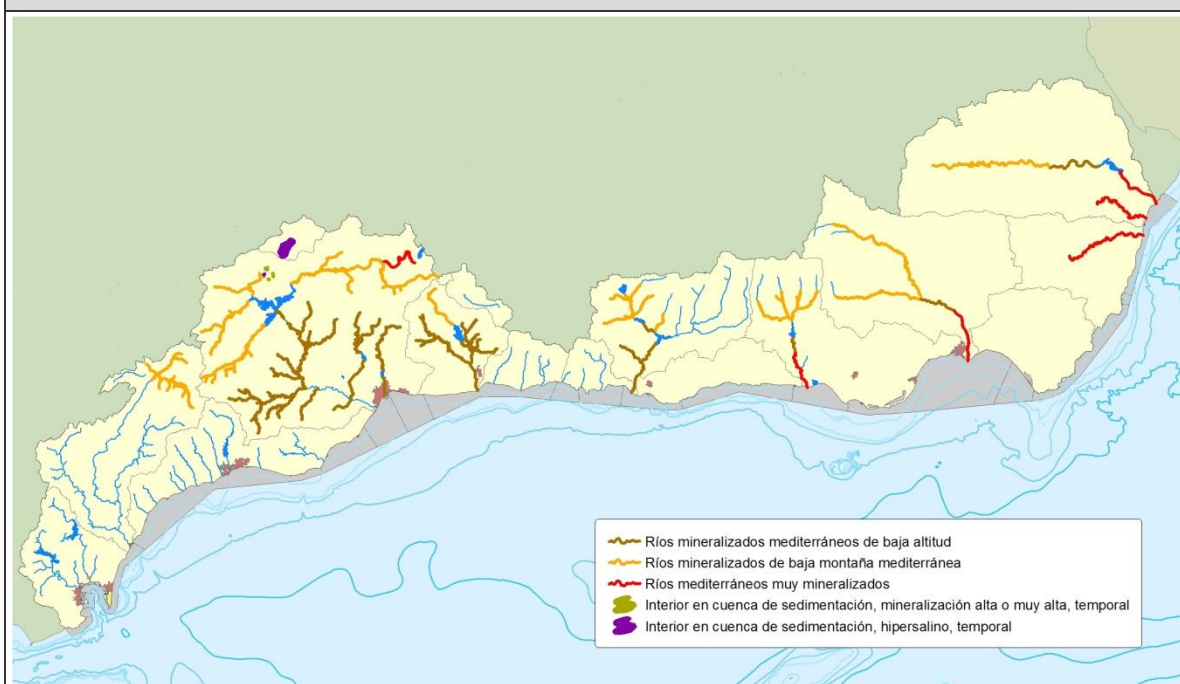 Ríos mineralizados mediterráneos de baja altitud
Ríos mineralizados de baja montaña mediterránea
Ríos mediterráneos muy mineralizados
Interior en cuenca de sedimentación, mineralización alta o muy alta, temporal
Interior en cuenca de sedimentación, hipersalino, temporal